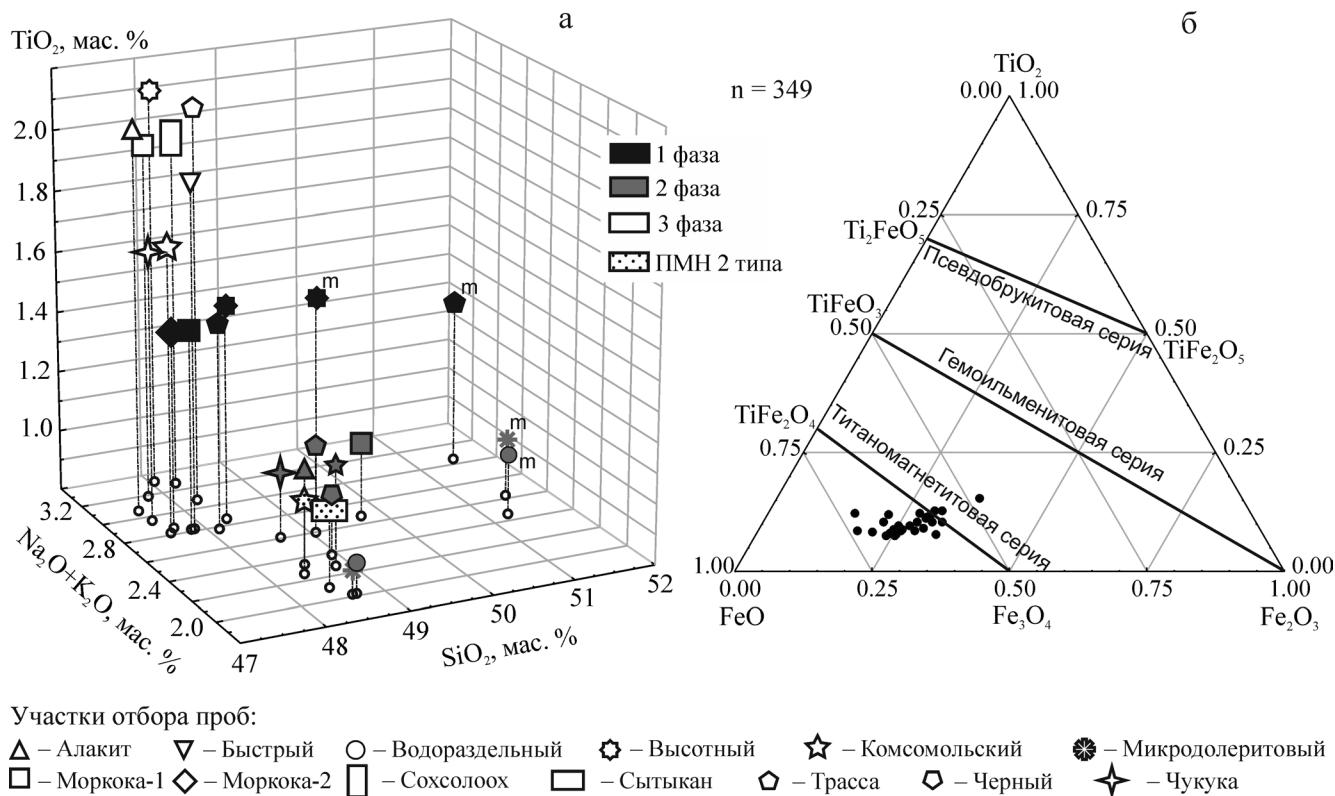 а
TiO₂, мас. %
2.0
1.8
1.6
1.4
1.2
1.0
3.2
2.8
2.4
2.0
Na₂O+K₂O, мас. %
47
48
49
50
51
52
SiO₂, мас. %
m
m
m
m
1 фаза
2 фаза
3 фаза
ПМН 2 типа
б
n = 349
TiO₂
0.00 1.00
0.25
0.75
Ti₂FeO₅
Псевдобрукитовая серия
TiFeO₃
0.50
0.50
TiFe₂O₅
Гемоильменитовая серия
TiFe₂O₄
Титаномагнетитовая серия
0.75
0.25
1.00
0.00
0.00
0.25
0.50
0.75
1.00
FeO
Fe₃O₄
Fe₂O₃
Участки отбора проб:
– Алакит – Быстрый – Водораздельный – Высотный – Комсомольский – Микродолеритовый
– Моркока-1 – Моркока-2 – Сохсолоох – Сытыкан – Трасса – Черный – Чукука